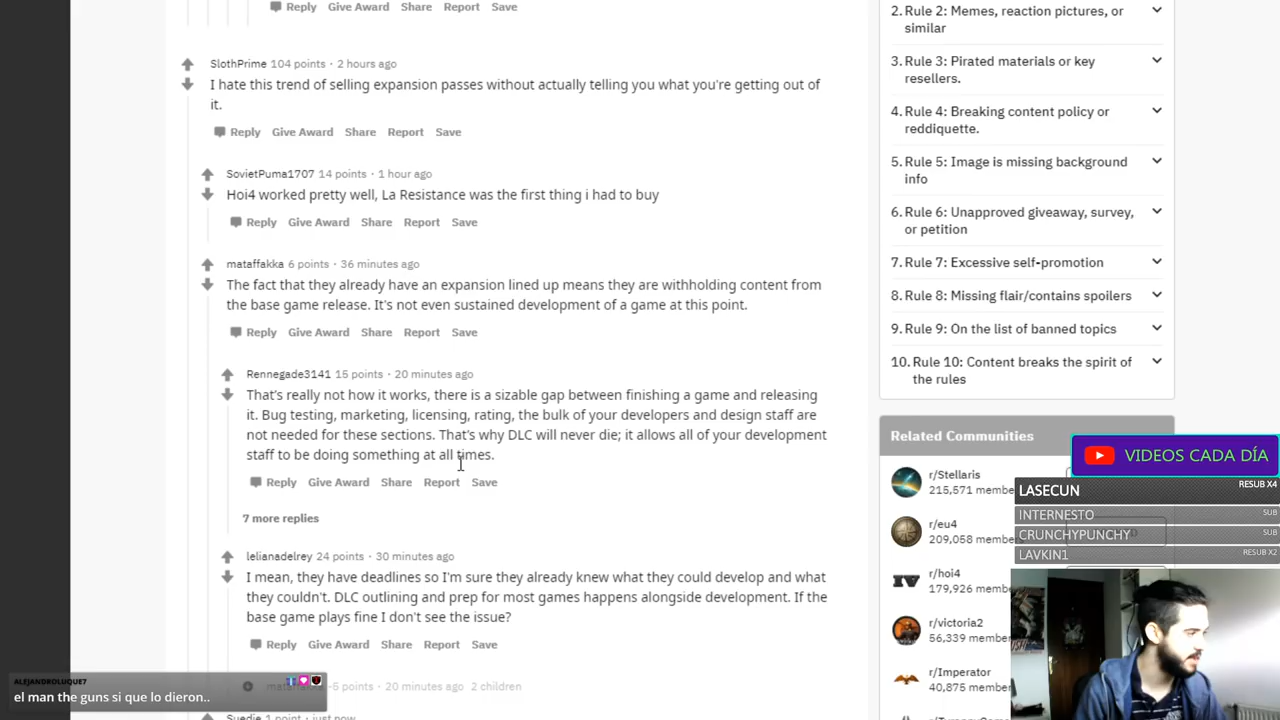 Reply Give Award Share Report Save
SlothPrime 104 points · 2 hours ago
I hate this trend of selling expansion passes without actually telling you what you're getting out of
it.
Reply Give Award Share Report Save
SovietPuma1707 14 points · 1 hour ago
Hoi4 worked pretty well, La Resistance was the first thing i had to buy
Reply Give Award Share Report Save
mataffakka 6 points · 36 minutes ago
The fact that they already have an expansion lined up means they are withholding content from
the base game release. It's not even sustained development of a game at this point.
Reply Give Award Share Report Save
Rennegade3141 15 points · 20 minutes ago
That's really not how it works, there is a sizable gap between finishing a game and releasing
it. Bug testing, marketing, licensing, rating, the bulk of your developers and design staff are
not needed for these sections. That's why DLC will never die; it allows all of your development
staff to be doing something at all times.
Reply Give Award Share Report Save
7 more replies
lelianadelrey 24 points · 30 minutes ago
I mean, they have deadlines so I'm sure they already knew what they could develop and what
they couldn't. DLC outlining and prep for most games happens alongside development. If the
base game plays fine I don't see the issue?
Reply Give Award Share Report Save
mataffakka -5 points · 20 minutes ago 2 children
Suedie 1 point · just now
2. Rule 2: Memes, reaction pictures, or
similar
3. Rule 3: Pirated materials or key
resellers.
4. Rule 4: Breaking content policy or
reddiquette.
5. Rule 5: Image is missing background
info
6. Rule 6: Unapproved giveaway, survey,
or petition
7. Rule 7: Excessive self-promotion
8. Rule 8: Missing flair/contains spoilers
9. Rule 9: On the list of banned topics
10. Rule 10: Content breaks the spirit of
the rules
Related Communities
r/Stellaris
215,571 membe
r/eu4
209,058 membe
r/hoi4
179,926 membe
r/victoria2
56,339 member
r/Imperator
40,875 member
VIDEOS CADA DÍA
LASECUN RESUB X4
INTERNESTO SUB
CRUNCHYPUNCHY SUB
LAVKIN1 RESUB X2
ALEJANDROLUQUE7
el man the guns si que lo dieron..